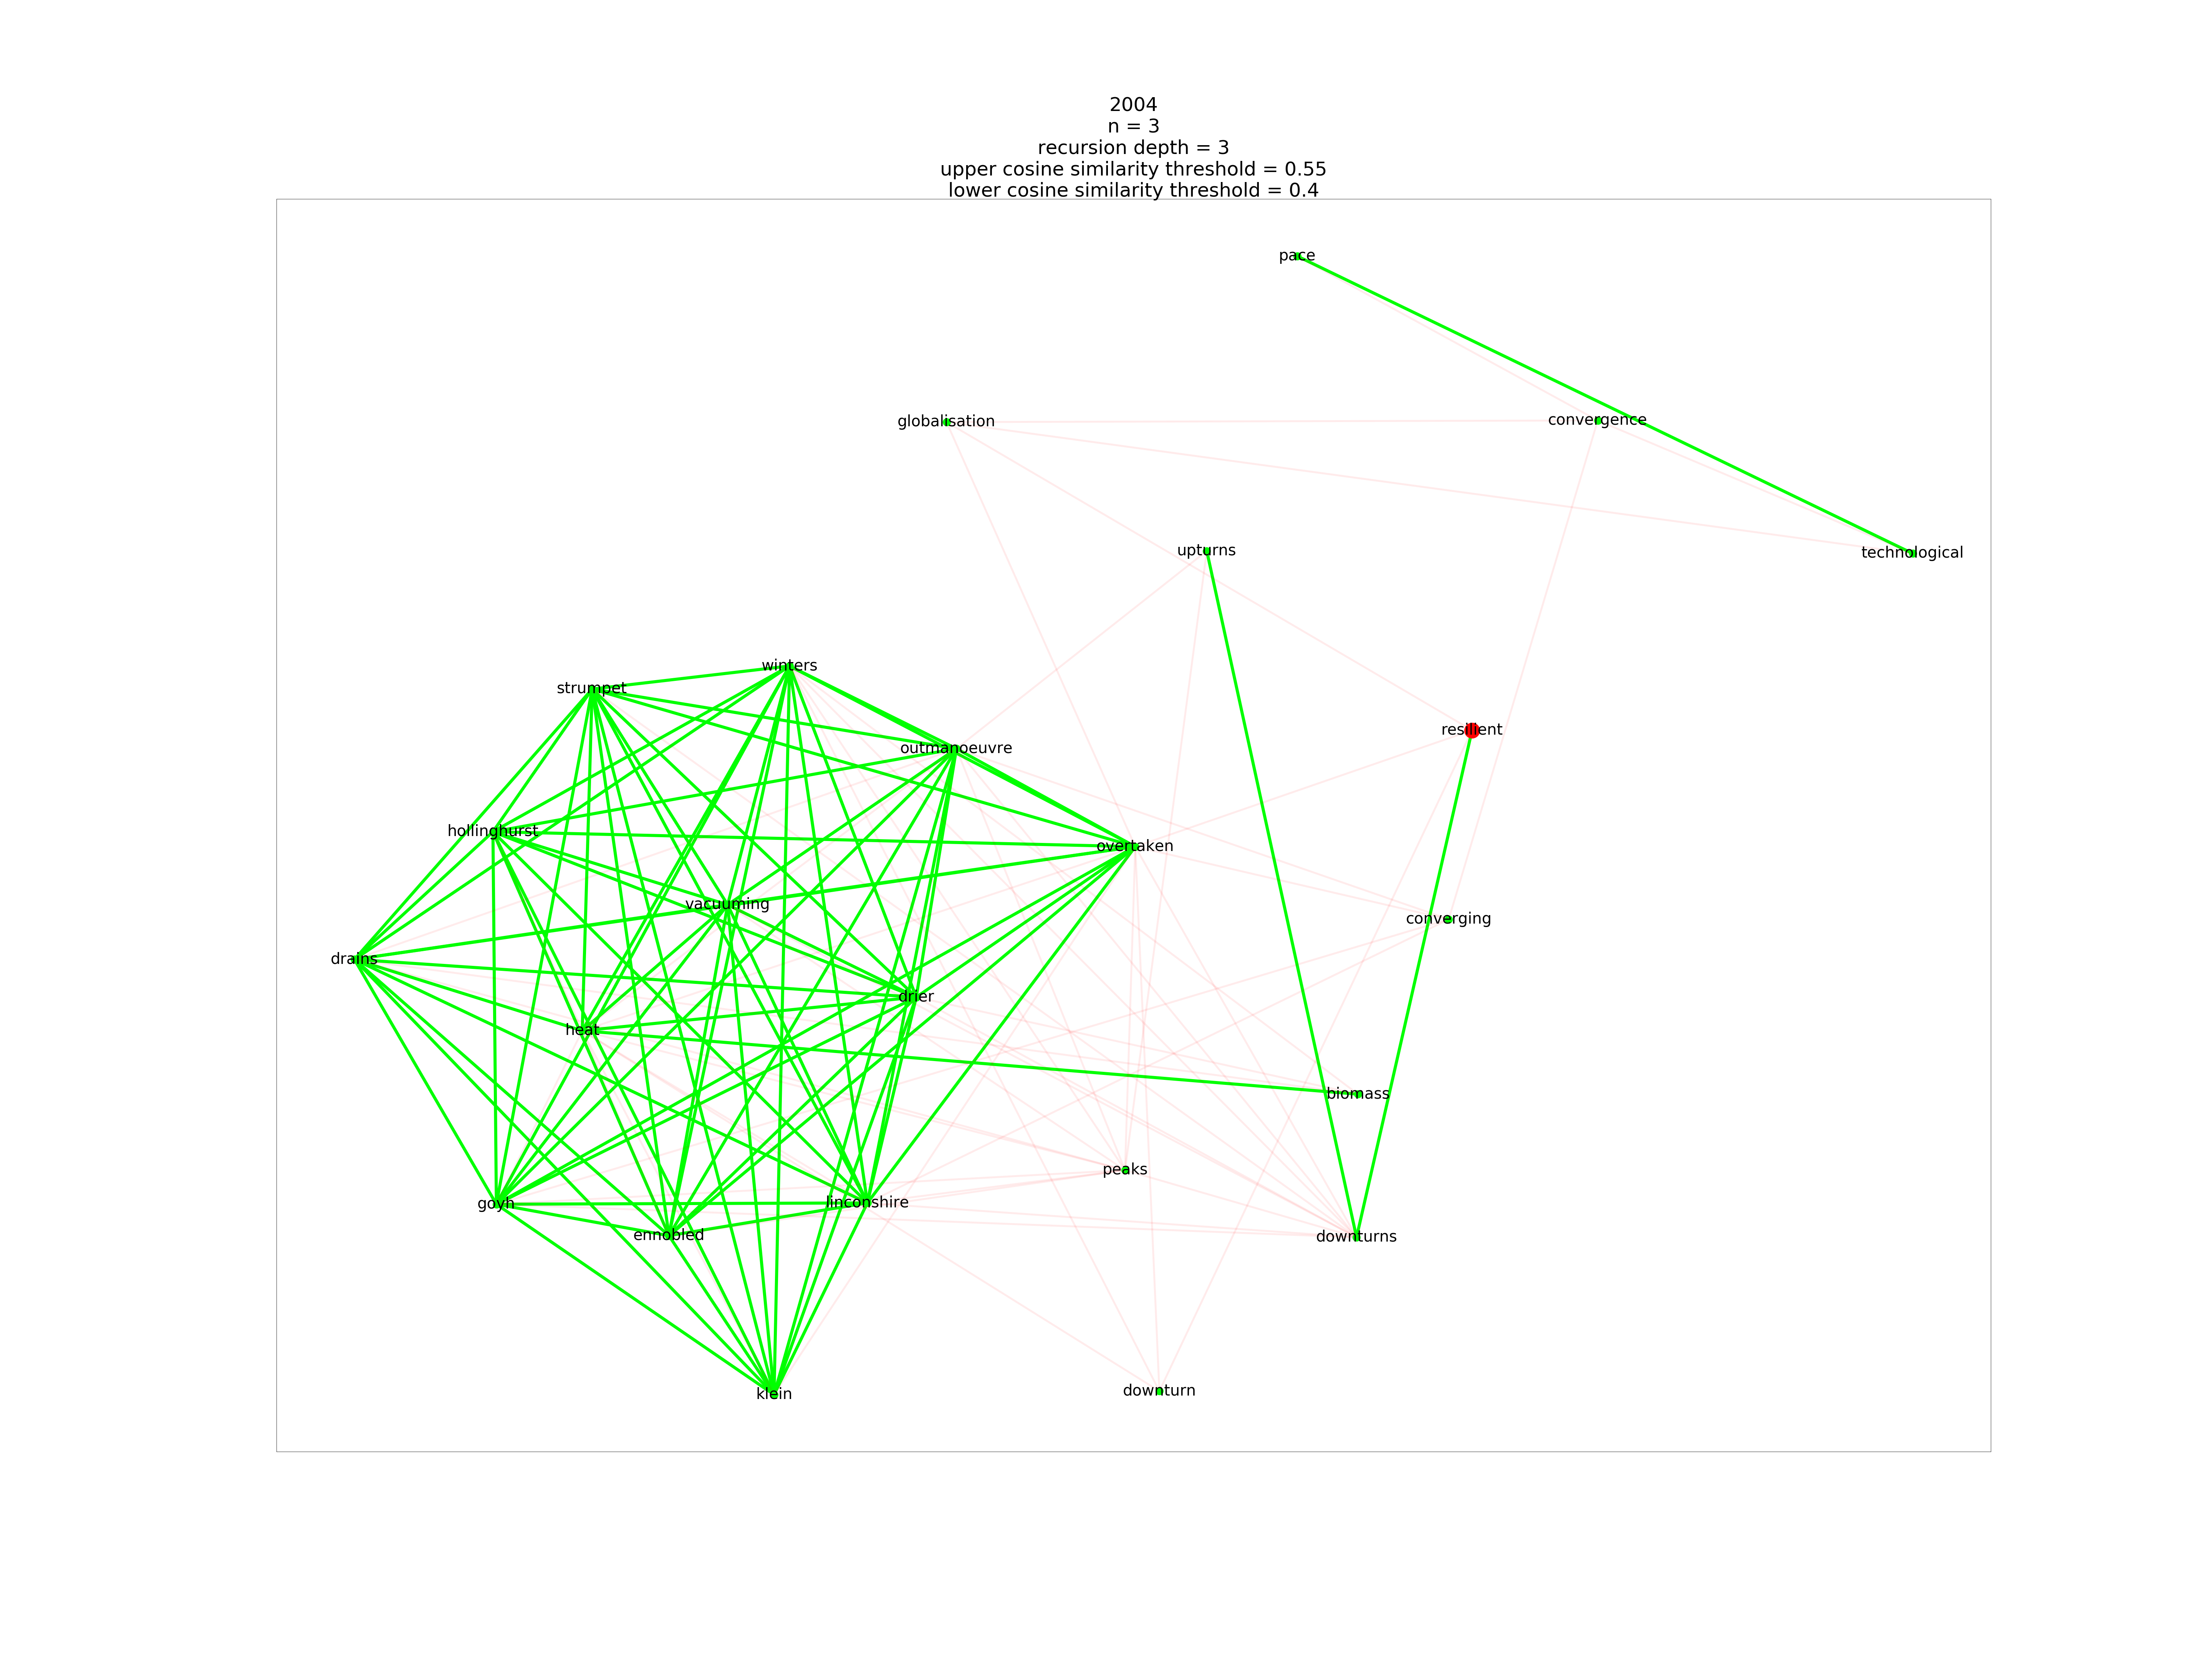 2004
n = 3
recursion depth = 3
upper cosine similarity threshold = 0.55
lower cosine similarity threshold = 0.4
pace
globalisation
convergence
upturns
technological
winters
strumpet
resilient
outmanoeuvre
hollinghurst
overtaken
vacuuming
converging
drains
drier
heat
biomass
peaks
goyh
linconshire
ennobled
downturns
klein
downturn